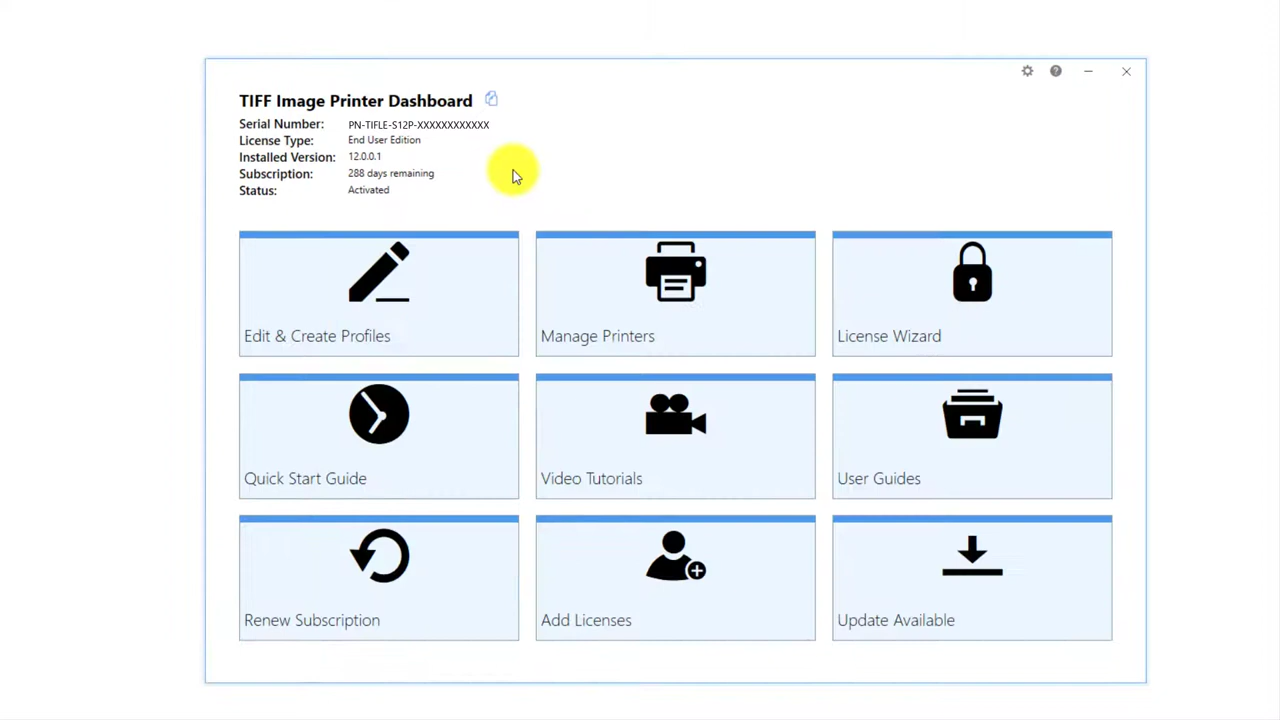 TIFF Image Printer Dashboard
Serial Number: PN-TIFLE-S12P-XXXXXXXXXXXX
License Type: End User Edition
Installed Version: 12.0.0.1
Subscription: 288 days remaining
Status: Activated
Edit & Create Profiles
Manage Printers
License Wizard
Quick Start Guide
Video Tutorials
User Guides
Renew Subscription
Add Licenses
Update Available